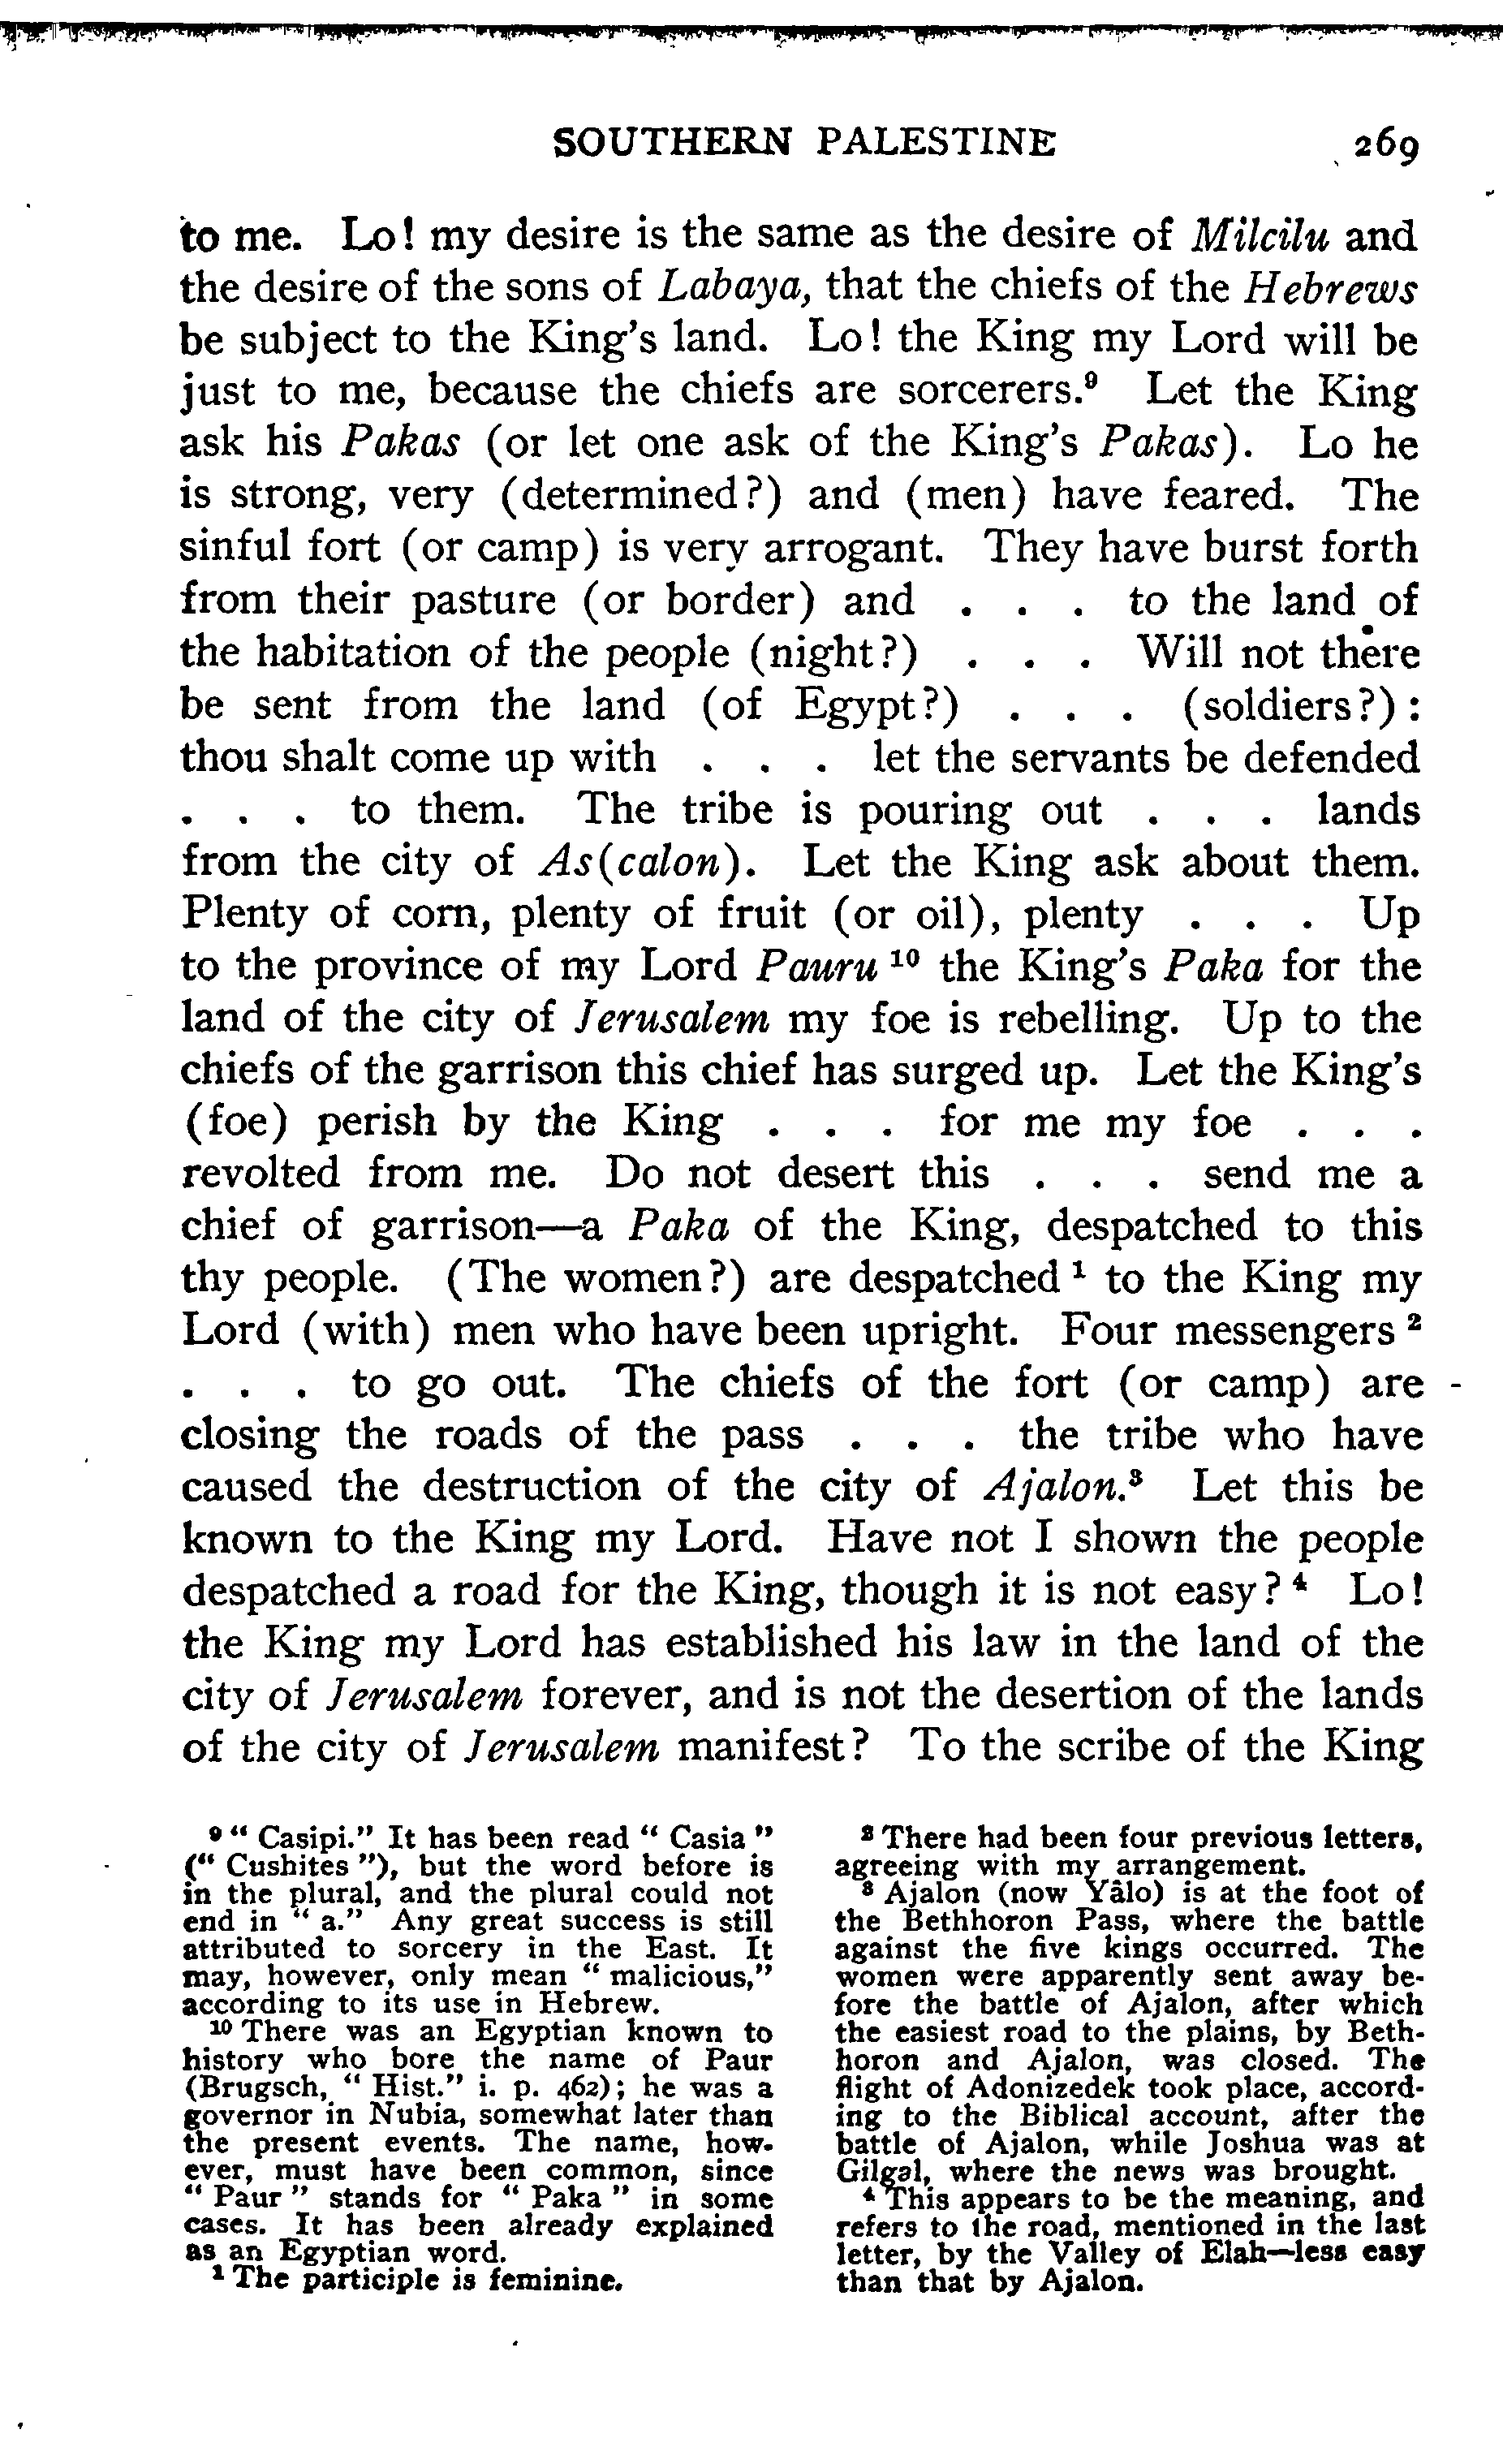 SOUTHERN PALESTINE 269
to me. Lo! my desire is the same as the desire of Milcilu and
the desire of the sons of Labaya, that the chiefs of the Hebrews
be subject to the King's land. Lo! the King my Lord will be
just to me, because the chiefs are sorcerers.⁹ Let the King
ask his Pakas (or let one ask of the King's Pakas). Lo he
is strong, very (determined?) and (men) have feared. The
sinful fort (or camp) is very arrogant. They have burst forth
from their pasture (or border) and . . . to the land of
the habitation of the people (night?) . . . Will not there
be sent from the land (of Egypt?) . . . (soldiers?):
thou shalt come up with . . . let the servants be defended
. . . to them. The tribe is pouring out . . . lands
from the city of As(calon). Let the King ask about them.
Plenty of corn, plenty of fruit (or oil), plenty . . . Up
to the province of my Lord Pauru ¹⁰ the King's Paka for the
land of the city of Jerusalem my foe is rebelling. Up to the
chiefs of the garrison this chief has surged up. Let the King's
(foe) perish by the King . . . for me my foe . . .
revolted from me. Do not desert this . . . send me a
chief of garrison—a Paka of the King, despatched to this
thy people. (The women?) are despatched ¹ to the King my
Lord (with) men who have been upright. Four messengers ²
. . . to go out. The chiefs of the fort (or camp) are
closing the roads of the pass . . . the tribe who have
caused the destruction of the city of Ajalon.³ Let this be
known to the King my Lord. Have not I shown the people
despatched a road for the King, though it is not easy?⁴ Lo!
the King my Lord has established his law in the land of the
city of Jerusalem forever, and is not the desertion of the lands
of the city of Jerusalem manifest? To the scribe of the King
⁹ " Casipi." It has been read " Casia "
(" Cushites "), but the word before is
in the plural, and the plural could not
end in " a." Any great success is still
attributed to sorcery in the East. It
may, however, only mean " malicious,"
according to its use in Hebrew.
¹⁰ There was an Egyptian known to
history who bore the name of Paur
(Brugsch, " Hist." i. p. 462); he was a
governor in Nubia, somewhat later than
the present events. The name, how-
ever, must have been common, since
" Paur " stands for " Paka " in some
cases. It has been already explained
as an Egyptian word.
¹ The participle is feminine.
² There had been four previous letters,
agreeing with my arrangement.
³ Ajalon (now Yâlo) is at the foot of
the Bethhoron Pass, where the battle
against the five kings occurred. The
women were apparently sent away be-
fore the battle of Ajalon, after which
the easiest road to the plains, by Beth-
horon and Ajalon, was closed. The
flight of Adonizedek took place, accord-
ing to the Biblical account, after the
battle of Ajalon, while Joshua was at
Gilgal, where the news was brought.
⁴ This appears to be the meaning, and
refers to the road, mentioned in the last
letter, by the Valley of Elah—less easy
than that by Ajalon.